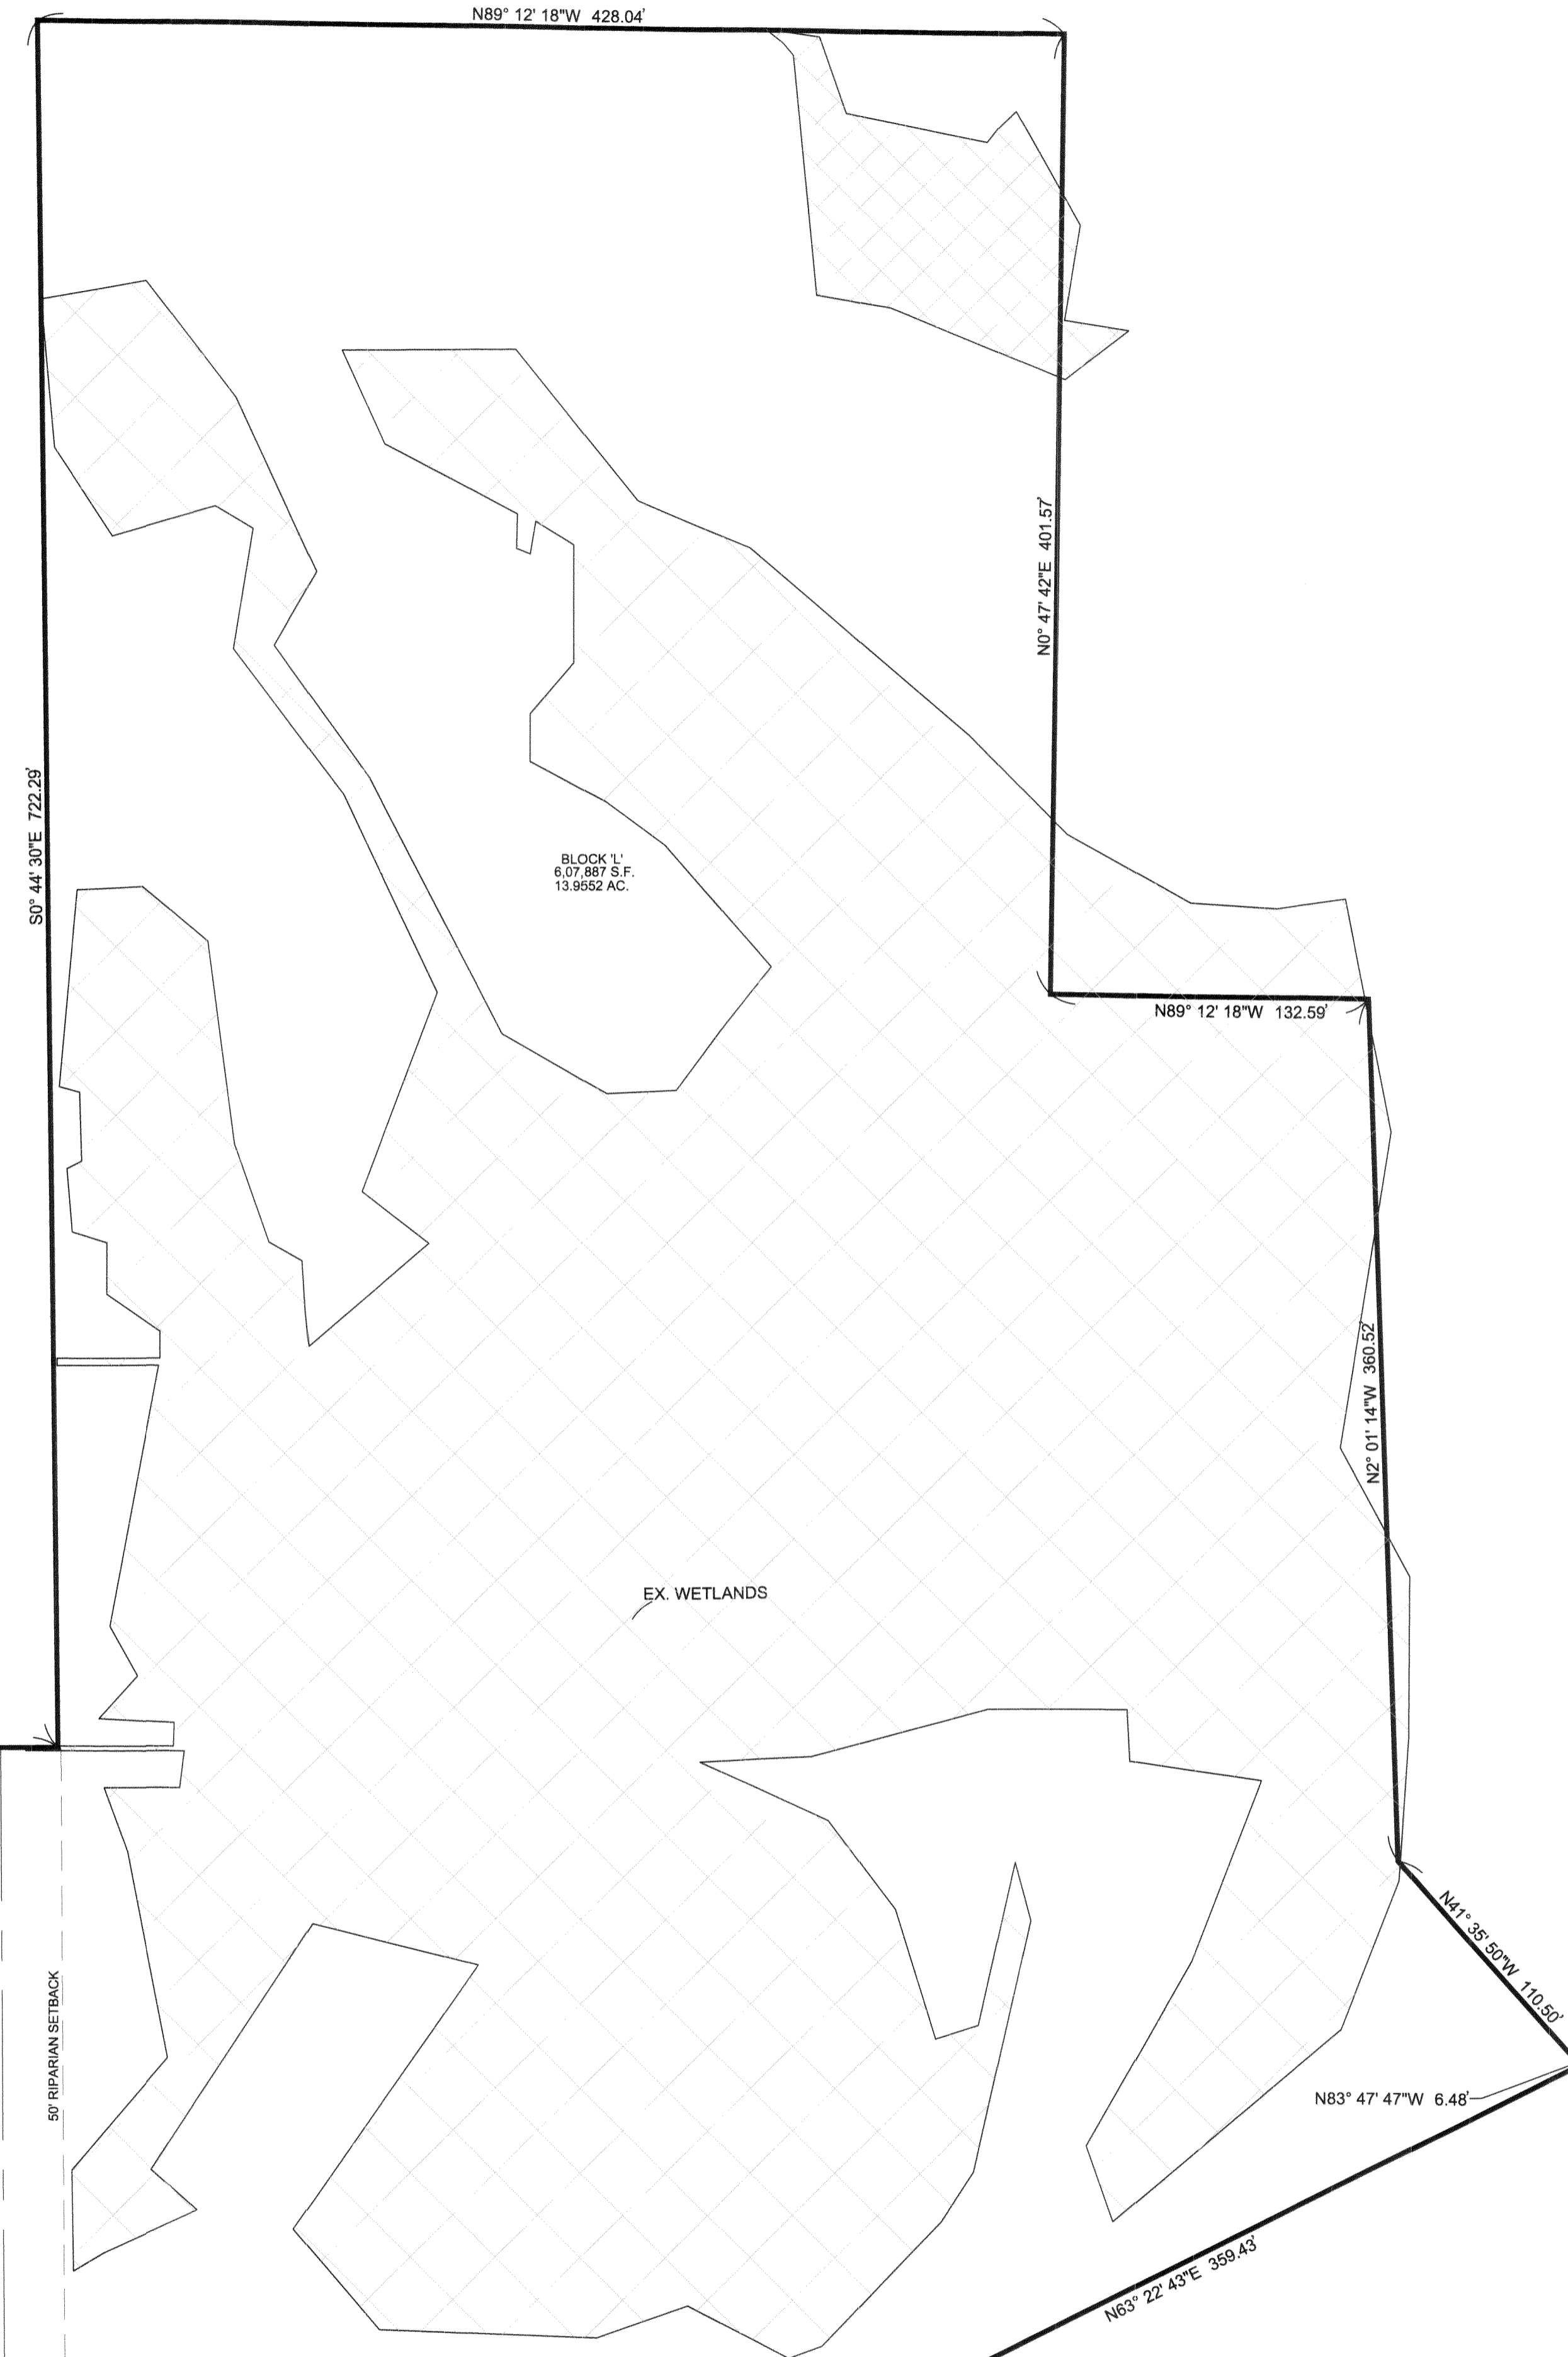 N89° 12' 18"W 428.04'
N0° 47' 42"E 401.57'
S0° 44' 30"E 722.29'
BLOCK 'L'
6,07,887 S.F.
13.9552 AC.
N89° 12' 18"W 132.59'
N2° 01' 14"W 360.52'
EX. WETLANDS
N41° 35' 50"W 110.50'
50' RIPARIAN SETBACK
N83° 47' 47"W 6.48'
N63° 22' 43"E 359.43'